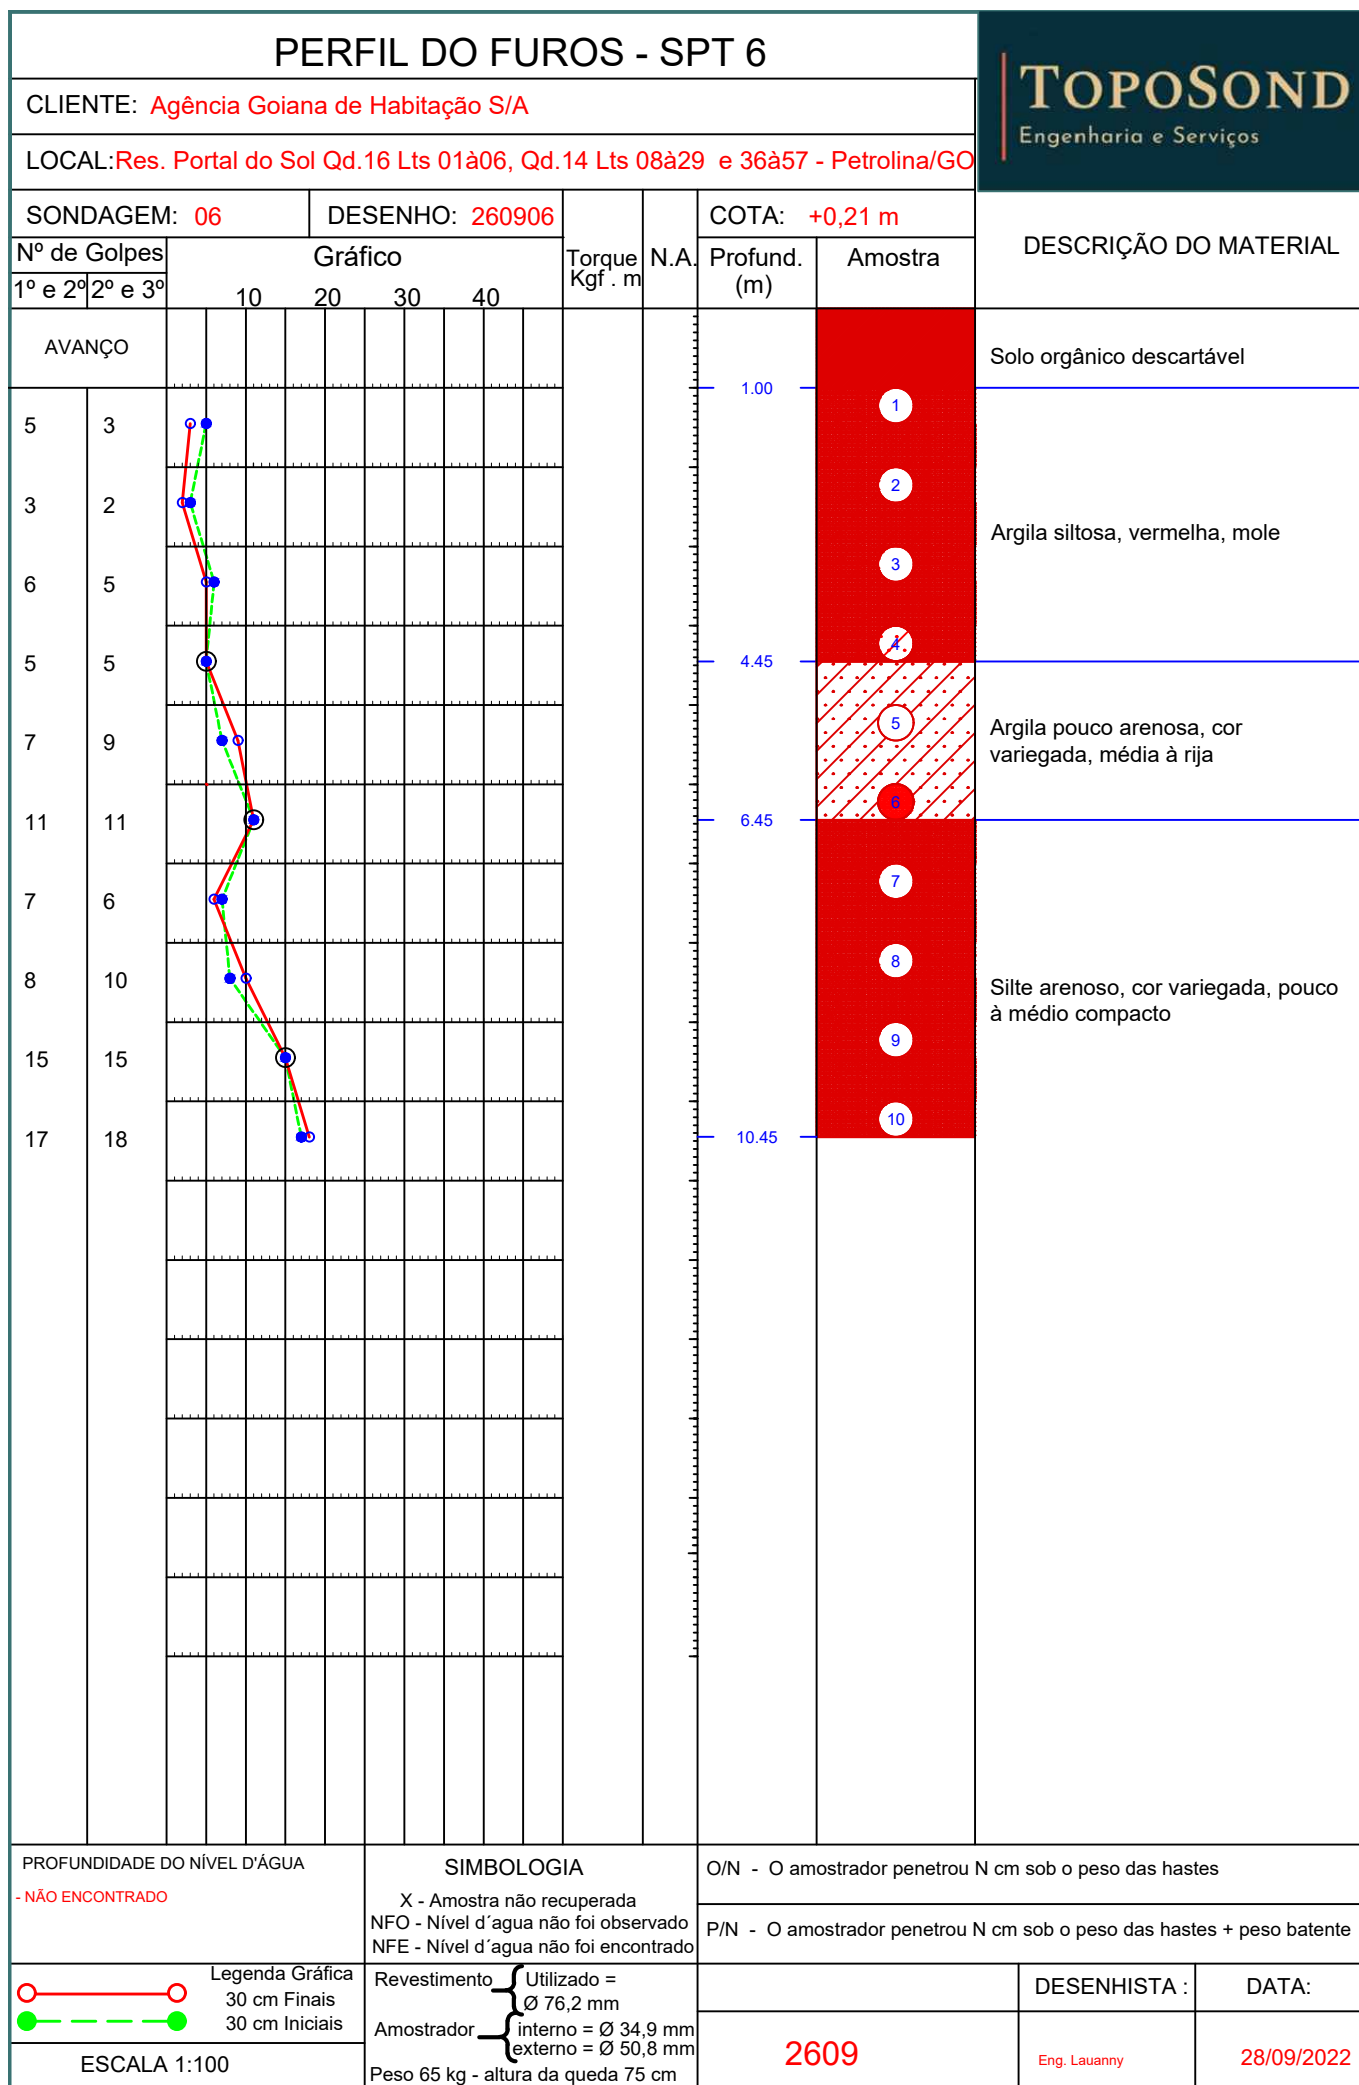 PERFIL DO FUROS - SPT 6
TOPOSOND
Engenharia e Serviços
CLIENTE: Agência Goiana de Habitação S/A
LOCAL:Res. Portal do Sol Qd.16 Lts 01à06, Qd.14 Lts 08à29 e 36à57 - Petrolina/GO
SONDAGEM: 06
DESENHO: 260906
COTA: +0,21 m
DESCRIÇÃO DO MATERIAL
Nº de Golpes
1º e 2º
2º e 3º
Gráfico
10 20 30 40
Torque
Kgf . m
N.A.
Profund.
(m)
Amostra
AVANÇO
Solo orgânico descartável
1.00
1
5 3
2
3 2
Argila siltosa, vermelha, mole
3
6 5
4
5 5
4.45
5
7 9
Argila pouco arenosa, cor
variegada, média à rija
6
11 11
6.45
7
7 6
8
8 10
Silte arenoso, cor variegada, pouco
à médio compacto
9
15 15
10
17 18
10.45
PROFUNDIDADE DO NÍVEL D'ÁGUA
- NÃO ENCONTRADO
SIMBOLOGIA
X - Amostra não recuperada
NFO - Nível d´agua não foi observado
NFE - Nível d´agua não foi encontrado
O/N - O amostrador penetrou N cm sob o peso das hastes
P/N - O amostrador penetrou N cm sob o peso das hastes + peso batente
Legenda Gráfica
30 cm Finais
30 cm Iniciais
ESCALA 1:100
Revestimento
Utilizado =
Ø 76,2 mm
Amostrador
interno = Ø 34,9 mm
externo = Ø 50,8 mm
Peso 65 kg - altura da queda 75 cm
2609
DESENHISTA :
Eng. Lauanny
DATA:
28/09/2022